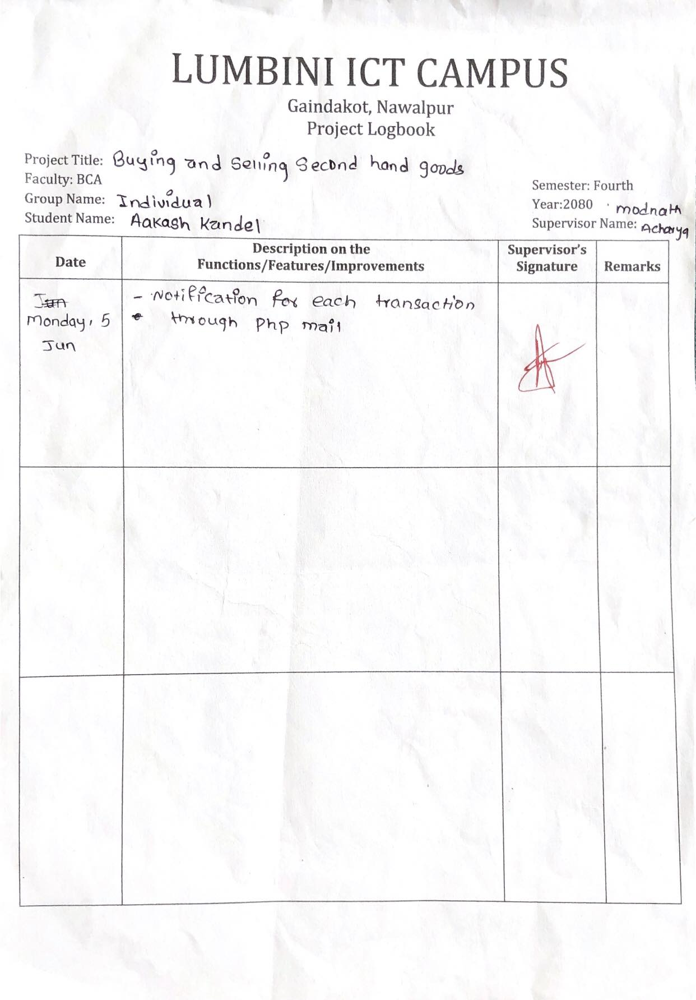 LUMBINI ICT CAMPUS
Gaindakot, Nawalpur
Project Logbook
Project Title: Buying and Selling Second hand goods
Faculty: BCA
Semester: Fourth
Group Name: Individual
Year:2080
Student Name: Aakash Kandel
Supervisor Name: modnath
Acharya
Date
Description on the
Functions/Features/Improvements
Supervisor's
Signature
Remarks
Monday, 5
Jun
- Notification for each transaction
through php mail